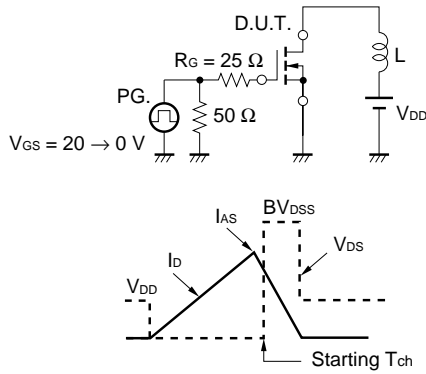 D.U.T.
RG = 25 Ω
L
PG.
50 Ω
VDD
VGS = 20 → 0 V
BVDSS
IAS
ID
VDS
VDD
Starting Tch